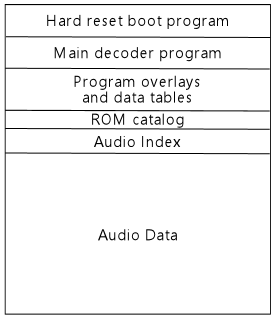 Hard reset boot program
Main decoder program
Program overlays
and data tables
ROM catalog
Audio Index
Audio Data